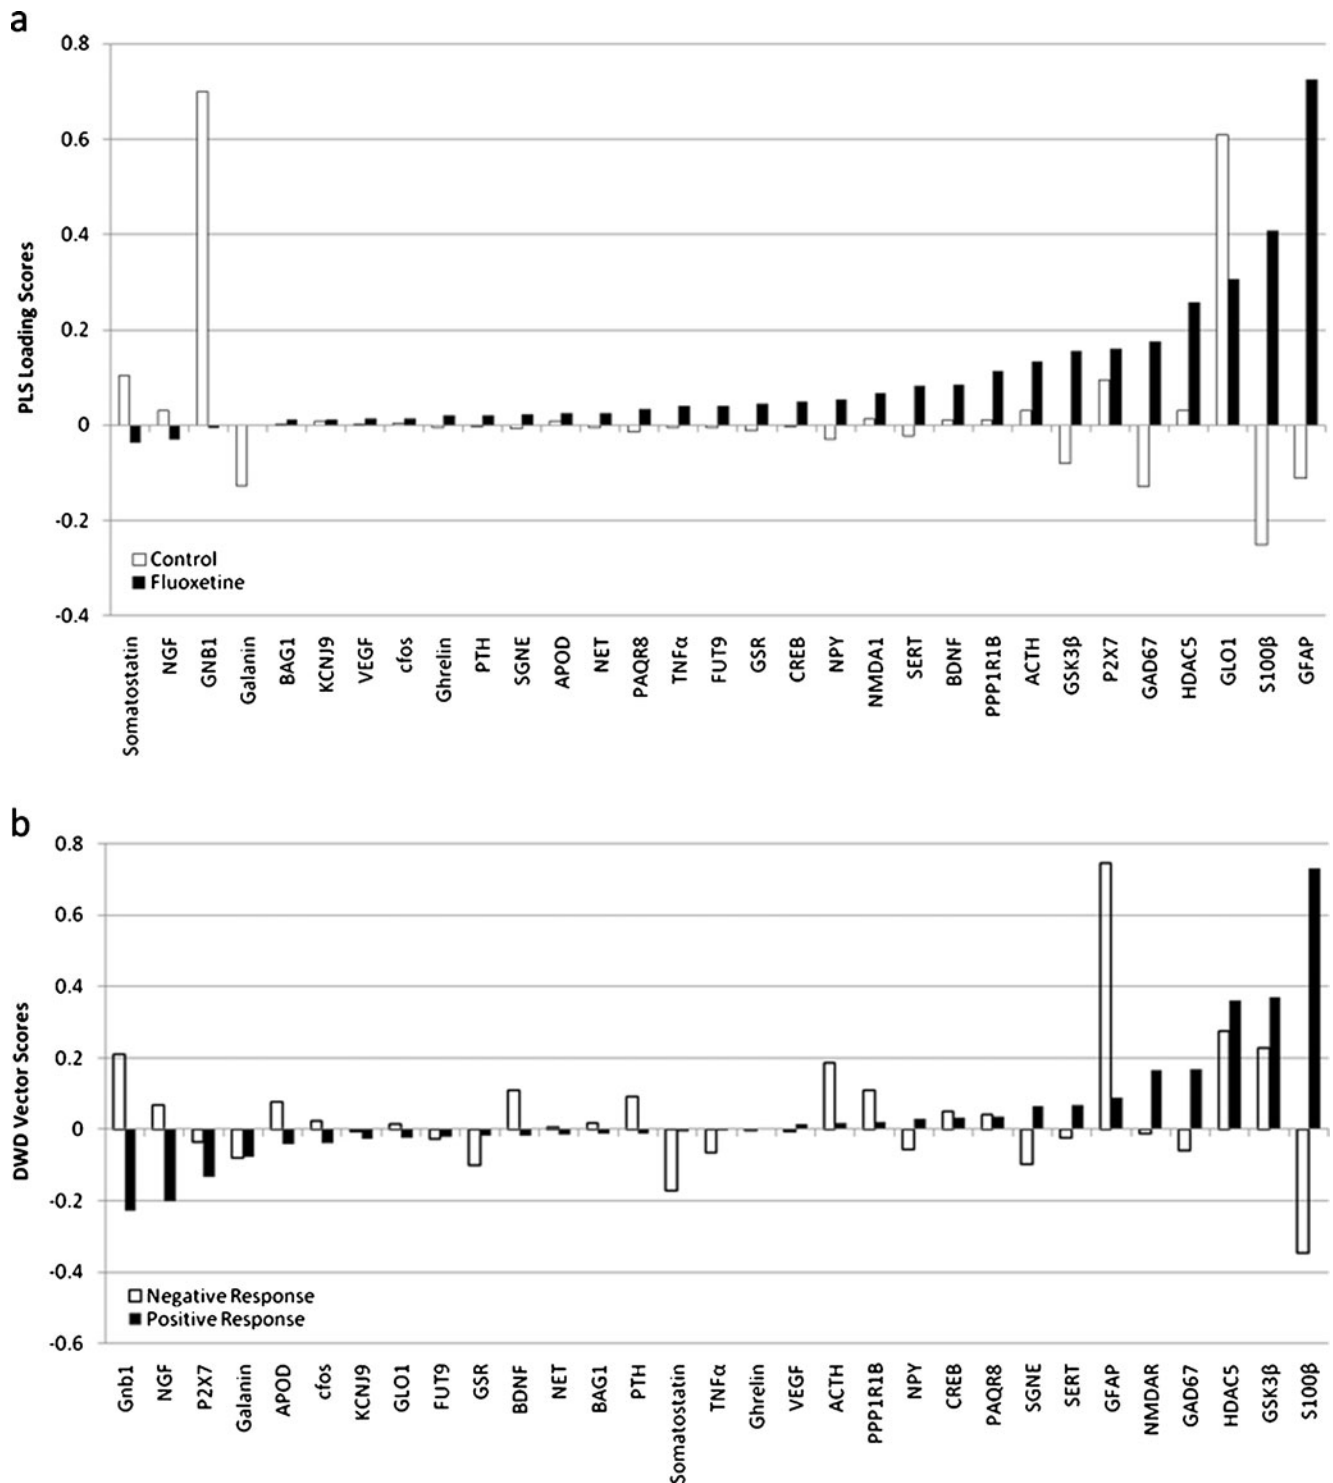 a
0.8
0.6
0.4
0.2
0
-0.2
-0.4
PLS Loading Scores
Control
Fluoxetine
Somatostatin
NGF
GNB1
Galanin
BAG1
KCNJ9
VEGF
cfos
Ghrelin
PTH
SGNE
APOD
NET
PAQR8
TNFα
FUT9
GSR
CREB
NPY
NMDA1
SERT
BDNF
PPP1R1B
ACTH
GSK3β
P2X7
GAD67
HDAC5
GLO1
S100β
GFAP
b
0.8
0.6
0.4
0.2
0
-0.2
-0.4
-0.6
DWD Vector Scores
Negative Response
Positive Response
Gnb1
NGF
P2X7
Galanin
APOD
cfos
KCNJ9
GLO1
FUT9
GSR
BDNF
NET
BAG1
PTH
Somatostatin
TNFα
Ghrelin
VEGF
ACTH
PPP1R1B
NPY
CREB
PAQR8
SGNE
SERT
GFAP
NMDAR
GAD67
HDAC5
GSK3β
S100β